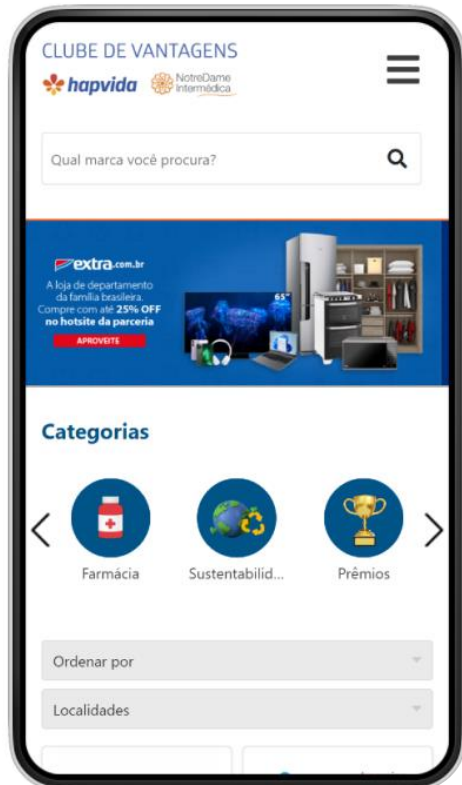 CLUBE DE VANTAGENS
hapvida NotreDame
Intermédica
Qual marca você procura?
extra.com.br
A loja de departamento
da família brasileira.
Compre com até 25% OFF
no hotsite da parceria
APROVEITE
65"
Categorias
Farmácia Sustentabilid... Prêmios
Ordenar por
Localidades